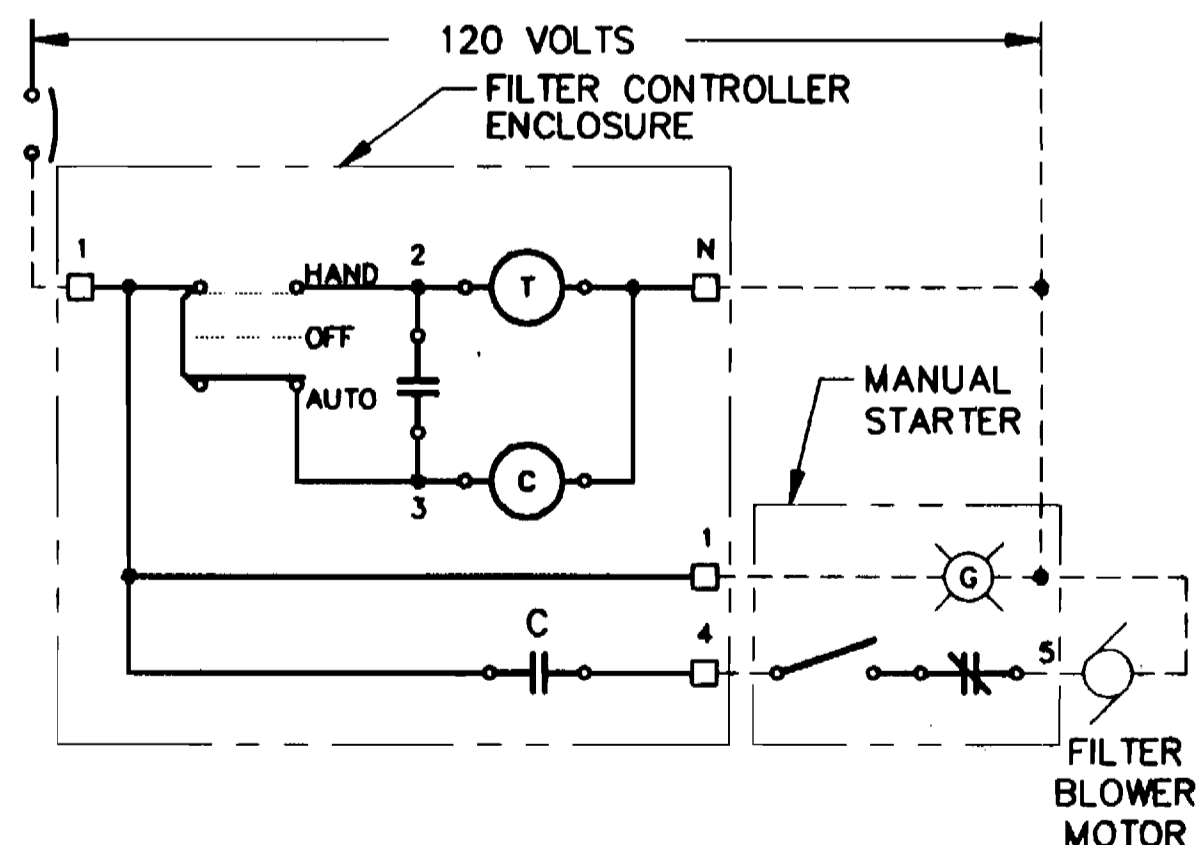 120 VOLTS
FILTER CONTROLLER
ENCLOSURE
1
2
N
HAND
T
OFF
AUTO
MANUAL
STARTER
C
3
1
G
C
4
5
FILTER
BLOWER
MOTOR